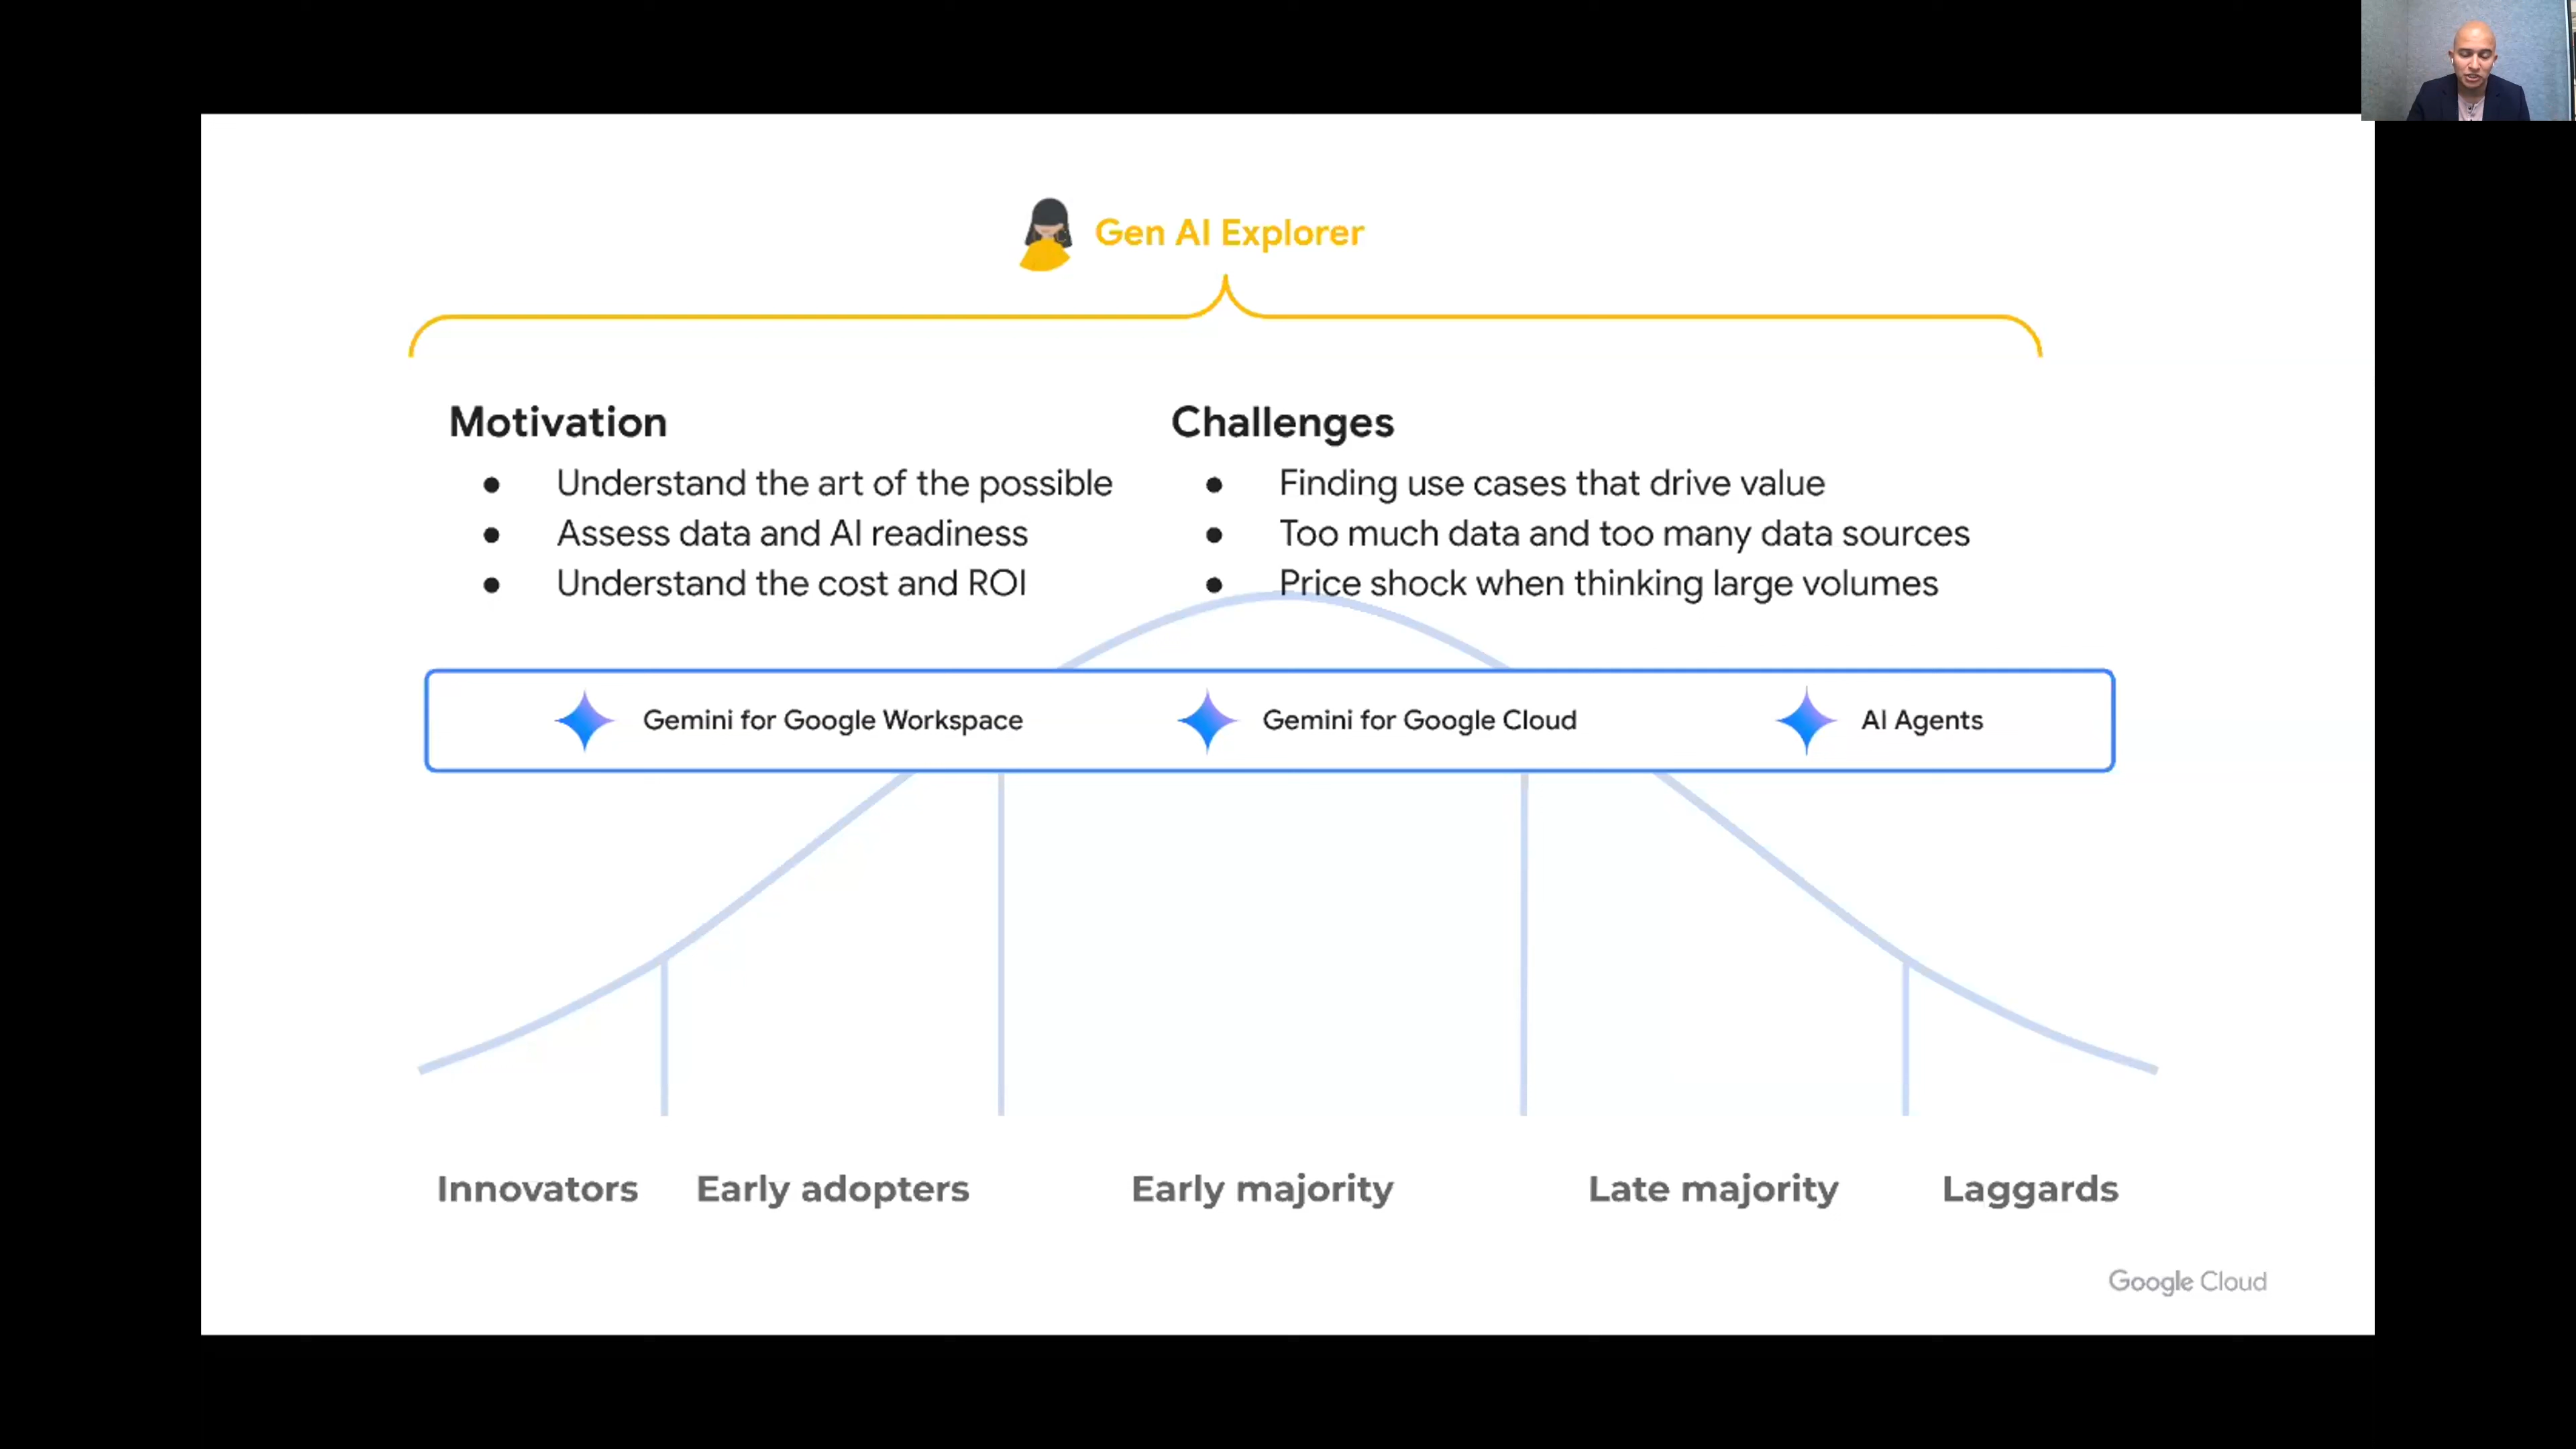 Gen AI Explorer
Motivation
● Understand the art of the possible
● Assess data and AI readiness
● Understand the cost and ROI
Challenges
● Finding use cases that drive value
● Too much data and too many data sources
● Price shock when thinking large volumes
Gemini for Google Workspace
Gemini for Google Cloud
AI Agents
Innovators
Early adopters
Early majority
Late majority
Laggards
Google Cloud